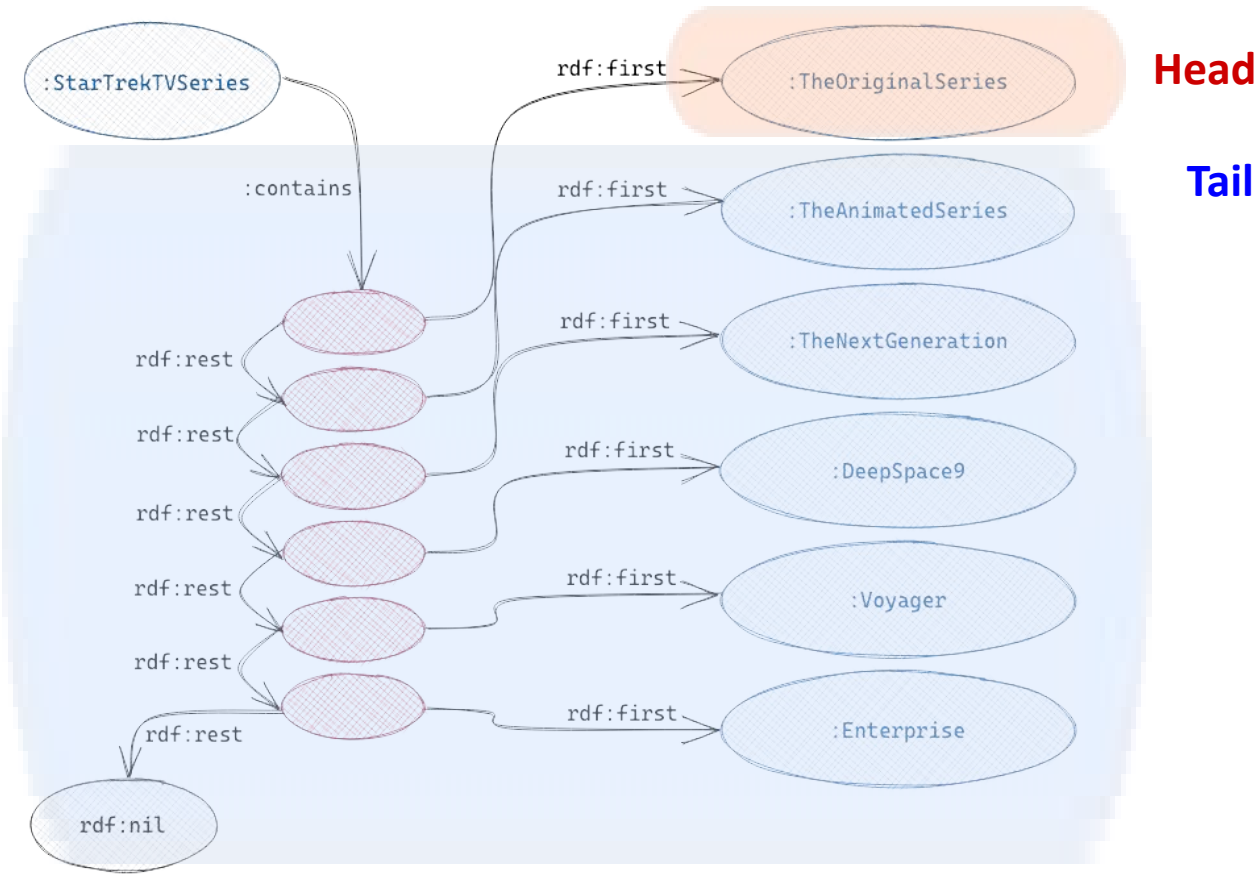 :StarTrekTVSeries
rdf:first
:TheOriginalSeries
Head
:contains
rdf:first
:TheAnimatedSeries
Tail
rdf:first
:TheNextGeneration
rdf:rest
rdf:rest
rdf:first
:DeepSpace9
rdf:rest
rdf:rest
rdf:first
:Voyager
rdf:rest
rdf:first
:Enterprise
rdf:rest
rdf:nil